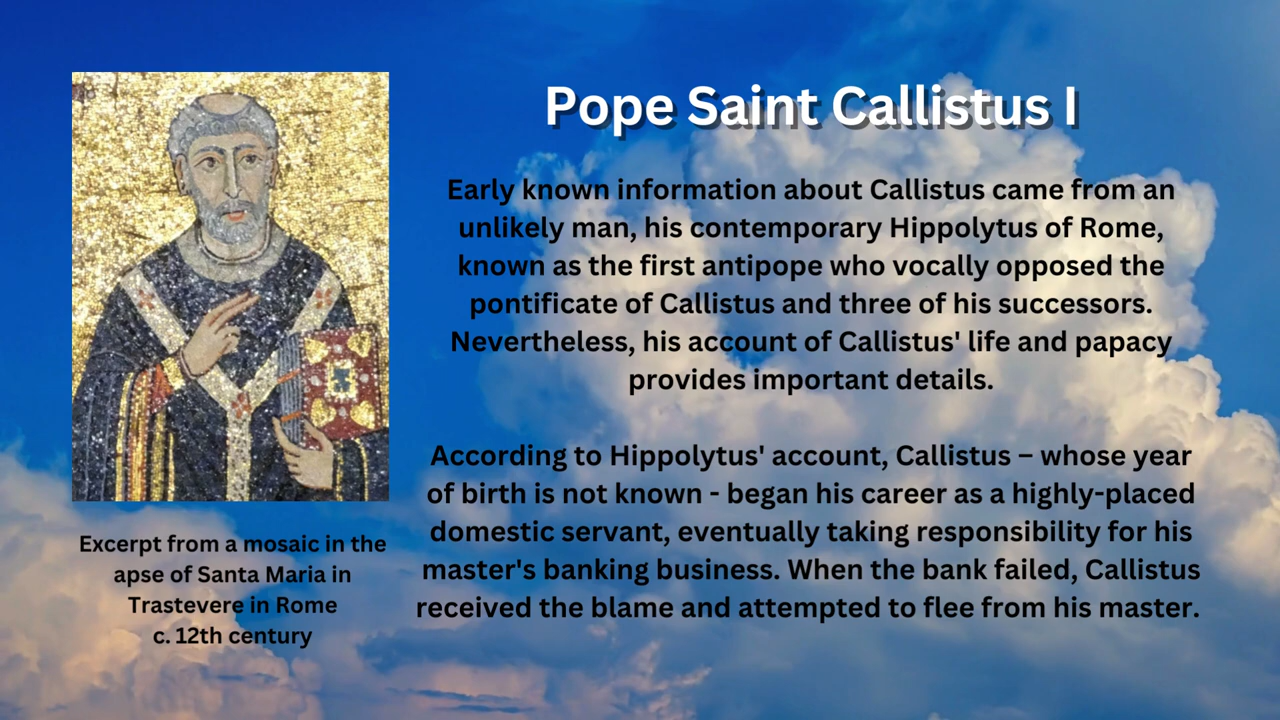 Pope Saint Callistus I
Early known information about Callistus came from an
unlikely man, his contemporary Hippolytus of Rome,
known as the first antipope who vocally opposed the
pontificate of Callistus and three of his successors.
Nevertheless, his account of Callistus' life and papacy
provides important details.
According to Hippolytus' account, Callistus – whose year
of birth is not known - began his career as a highly-placed
domestic servant, eventually taking responsibility for his
master's banking business. When the bank failed, Callistus
received the blame and attempted to flee from his master.
Excerpt from a mosaic in the
apse of Santa Maria in
Trastevere in Rome
c. 12th century